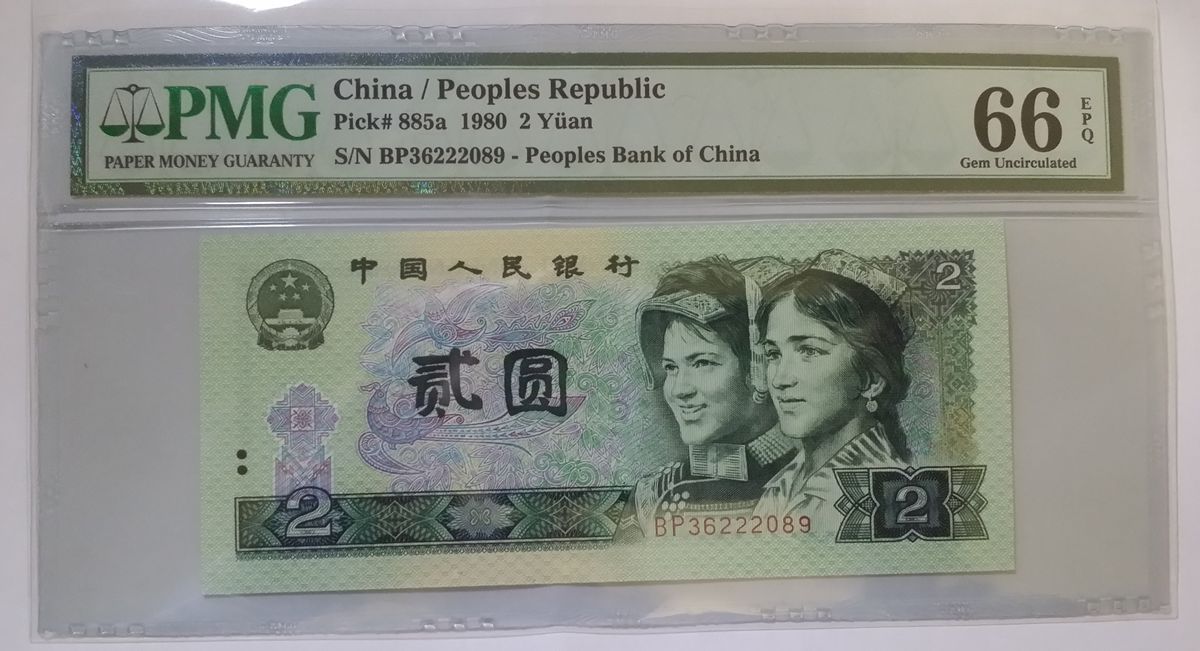 PMG
PAPER MONEY GUARANTY
China / Peoples Republic
Pick# 885a 1980 2 Yüan
S/N BP36222089 - Peoples Bank of China
66
EPQ
Gem Uncirculated
中国人民银行
2
贰圆
2
2
BP36222089